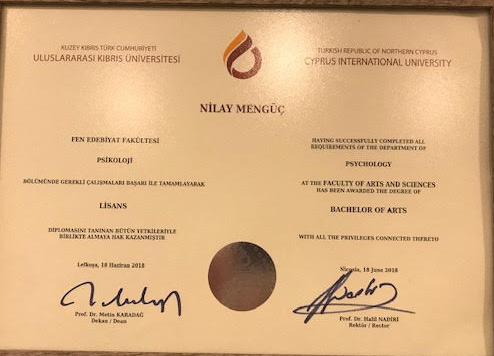 KUZEY KIBRIS TÜRK CUMHURİYETİ
ULUSLARARASI KIBRIS ÜNİVERSİTESİ
TURKISH REPUBLIC OF NORTHERN CYPRUS
CYPRUS INTERNATIONAL UNIVERSITY
NİLAY MENGÜÇ
FEN EDEBİYAT FAKÜLTESİ
PSİKOLOJİ
BÖLÜMÜNDE GEREKLİ ÇALIŞMALARI BAŞARI İLE TAMAMLAYARAK
LİSANS
DİPLOMASINI TANINAN BÜTÜN YETKİLERİYLE
BİRLİKTE ALMAYA HAK KAZANMIŞTIR
Lefkoşa, 18 Haziran 2018
Prof. Dr. Metin KARADAĞ
Dekan / Dean
HAVING SUCCESSFULLY COMPLETED ALL
REQUIREMENTS OF THE DEPARTMENT OF
PSYCHOLOGY
AT THE FACULTY OF ARTS AND SCIENCES
HAS BEEN AWARDED THE DEGREE OF
BACHELOR OF ARTS
WITH ALL THE PRIVILEGES CONNECTED THERETO
Nicosia, 18 June 2018
Prof. Dr. Halil NADİRİ
Rektör / Rector